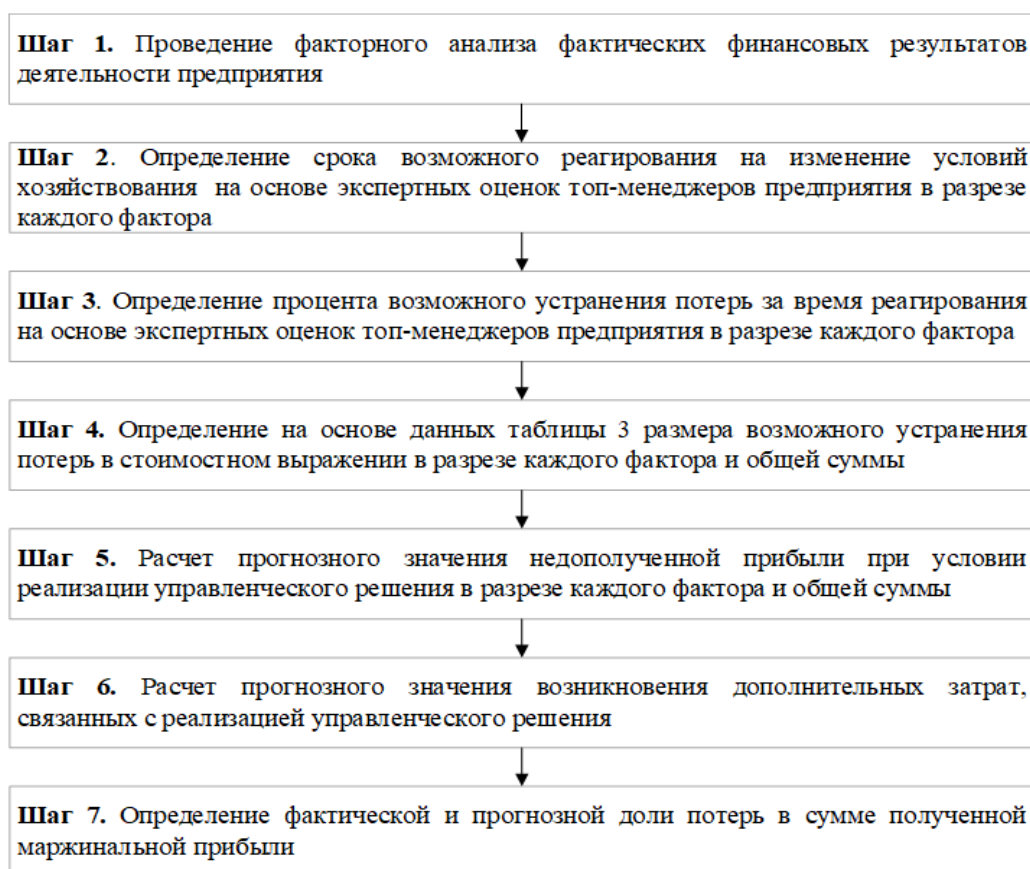 Шаг 1. Проведение факторного анализа фактических финансовых результатов
деятельности предприятия
Шаг 2. Определение срока возможного реагирования на изменение условий
хозяйствования на основе экспертных оценок топ-менеджеров предприятия в разрезе
каждого фактора
Шаг 3. Определение процента возможного устранения потерь за время реагирования
на основе экспертных оценок топ-менеджеров предприятия в разрезе каждого фактора
Шаг 4. Определение на основе данных таблицы 3 размера возможного устранения
потерь в стоимостном выражении в разрезе каждого фактора и общей суммы
Шаг 5. Расчет прогнозного значения недополученной прибыли при условии
реализации управленческого решения в разрезе каждого фактора и общей суммы
Шаг 6. Расчет прогнозного значения возникновения дополнительных затрат,
связанных с реализацией управленческого решения
Шаг 7. Определение фактической и прогнозной доли потерь в сумме полученной
маржинальной прибыли